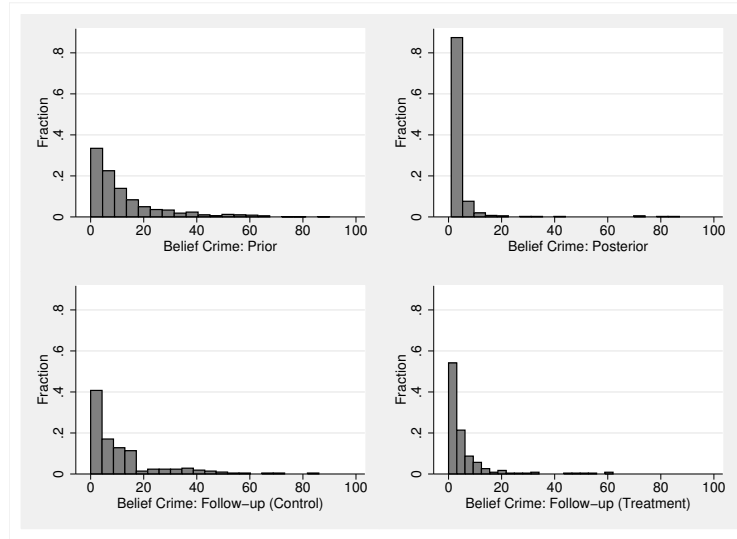 Fraction
0 .2 .4 .6 .8
0 20 40 60 80 100
Belief Crime: Prior
Fraction
0 .2 .4 .6 .8
0 20 40 60 80 100
Belief Crime: Posterior
Fraction
0 .2 .4 .6 .8
0 20 40 60 80 100
Belief Crime: Follow−up (Control)
Fraction
0 .2 .4 .6 .8
0 20 40 60 80 100
Belief Crime: Follow−up (Treatment)